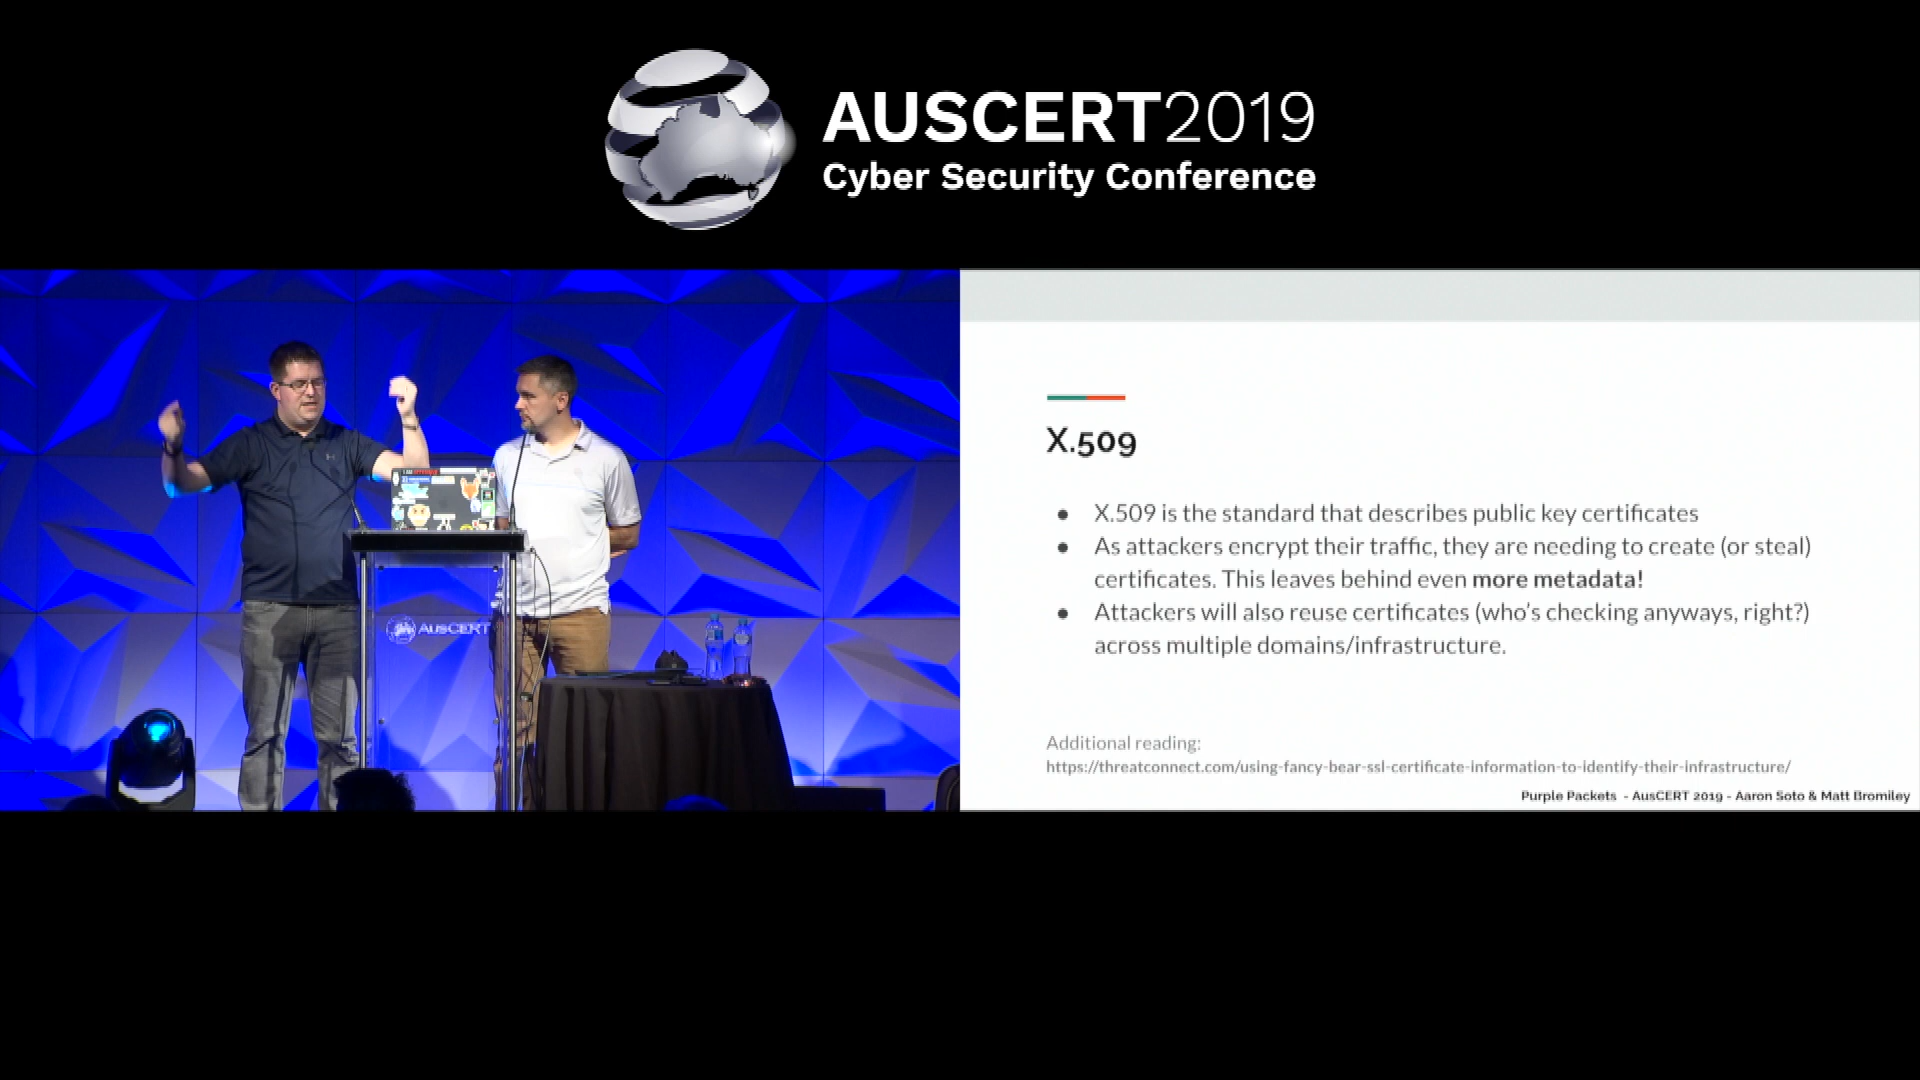 AUSCERT2019
Cyber Security Conference
X.509
● X.509 is the standard that describes public key certificates
● As attackers encrypt their traffic, they are needing to create (or steal)
certificates. This leaves behind even more metadata!
● Attackers will also reuse certificates (who's checking anyways, right?)
across multiple domains/infrastructure.
Additional reading:
https://threatconnect.com/using-fancy-bear-ssl-certificate-information-to-identify-their-infrastructure/
Purple Packets - AusCERT 2019 - Aaron Soto & Matt Bromiley
AUSCERT